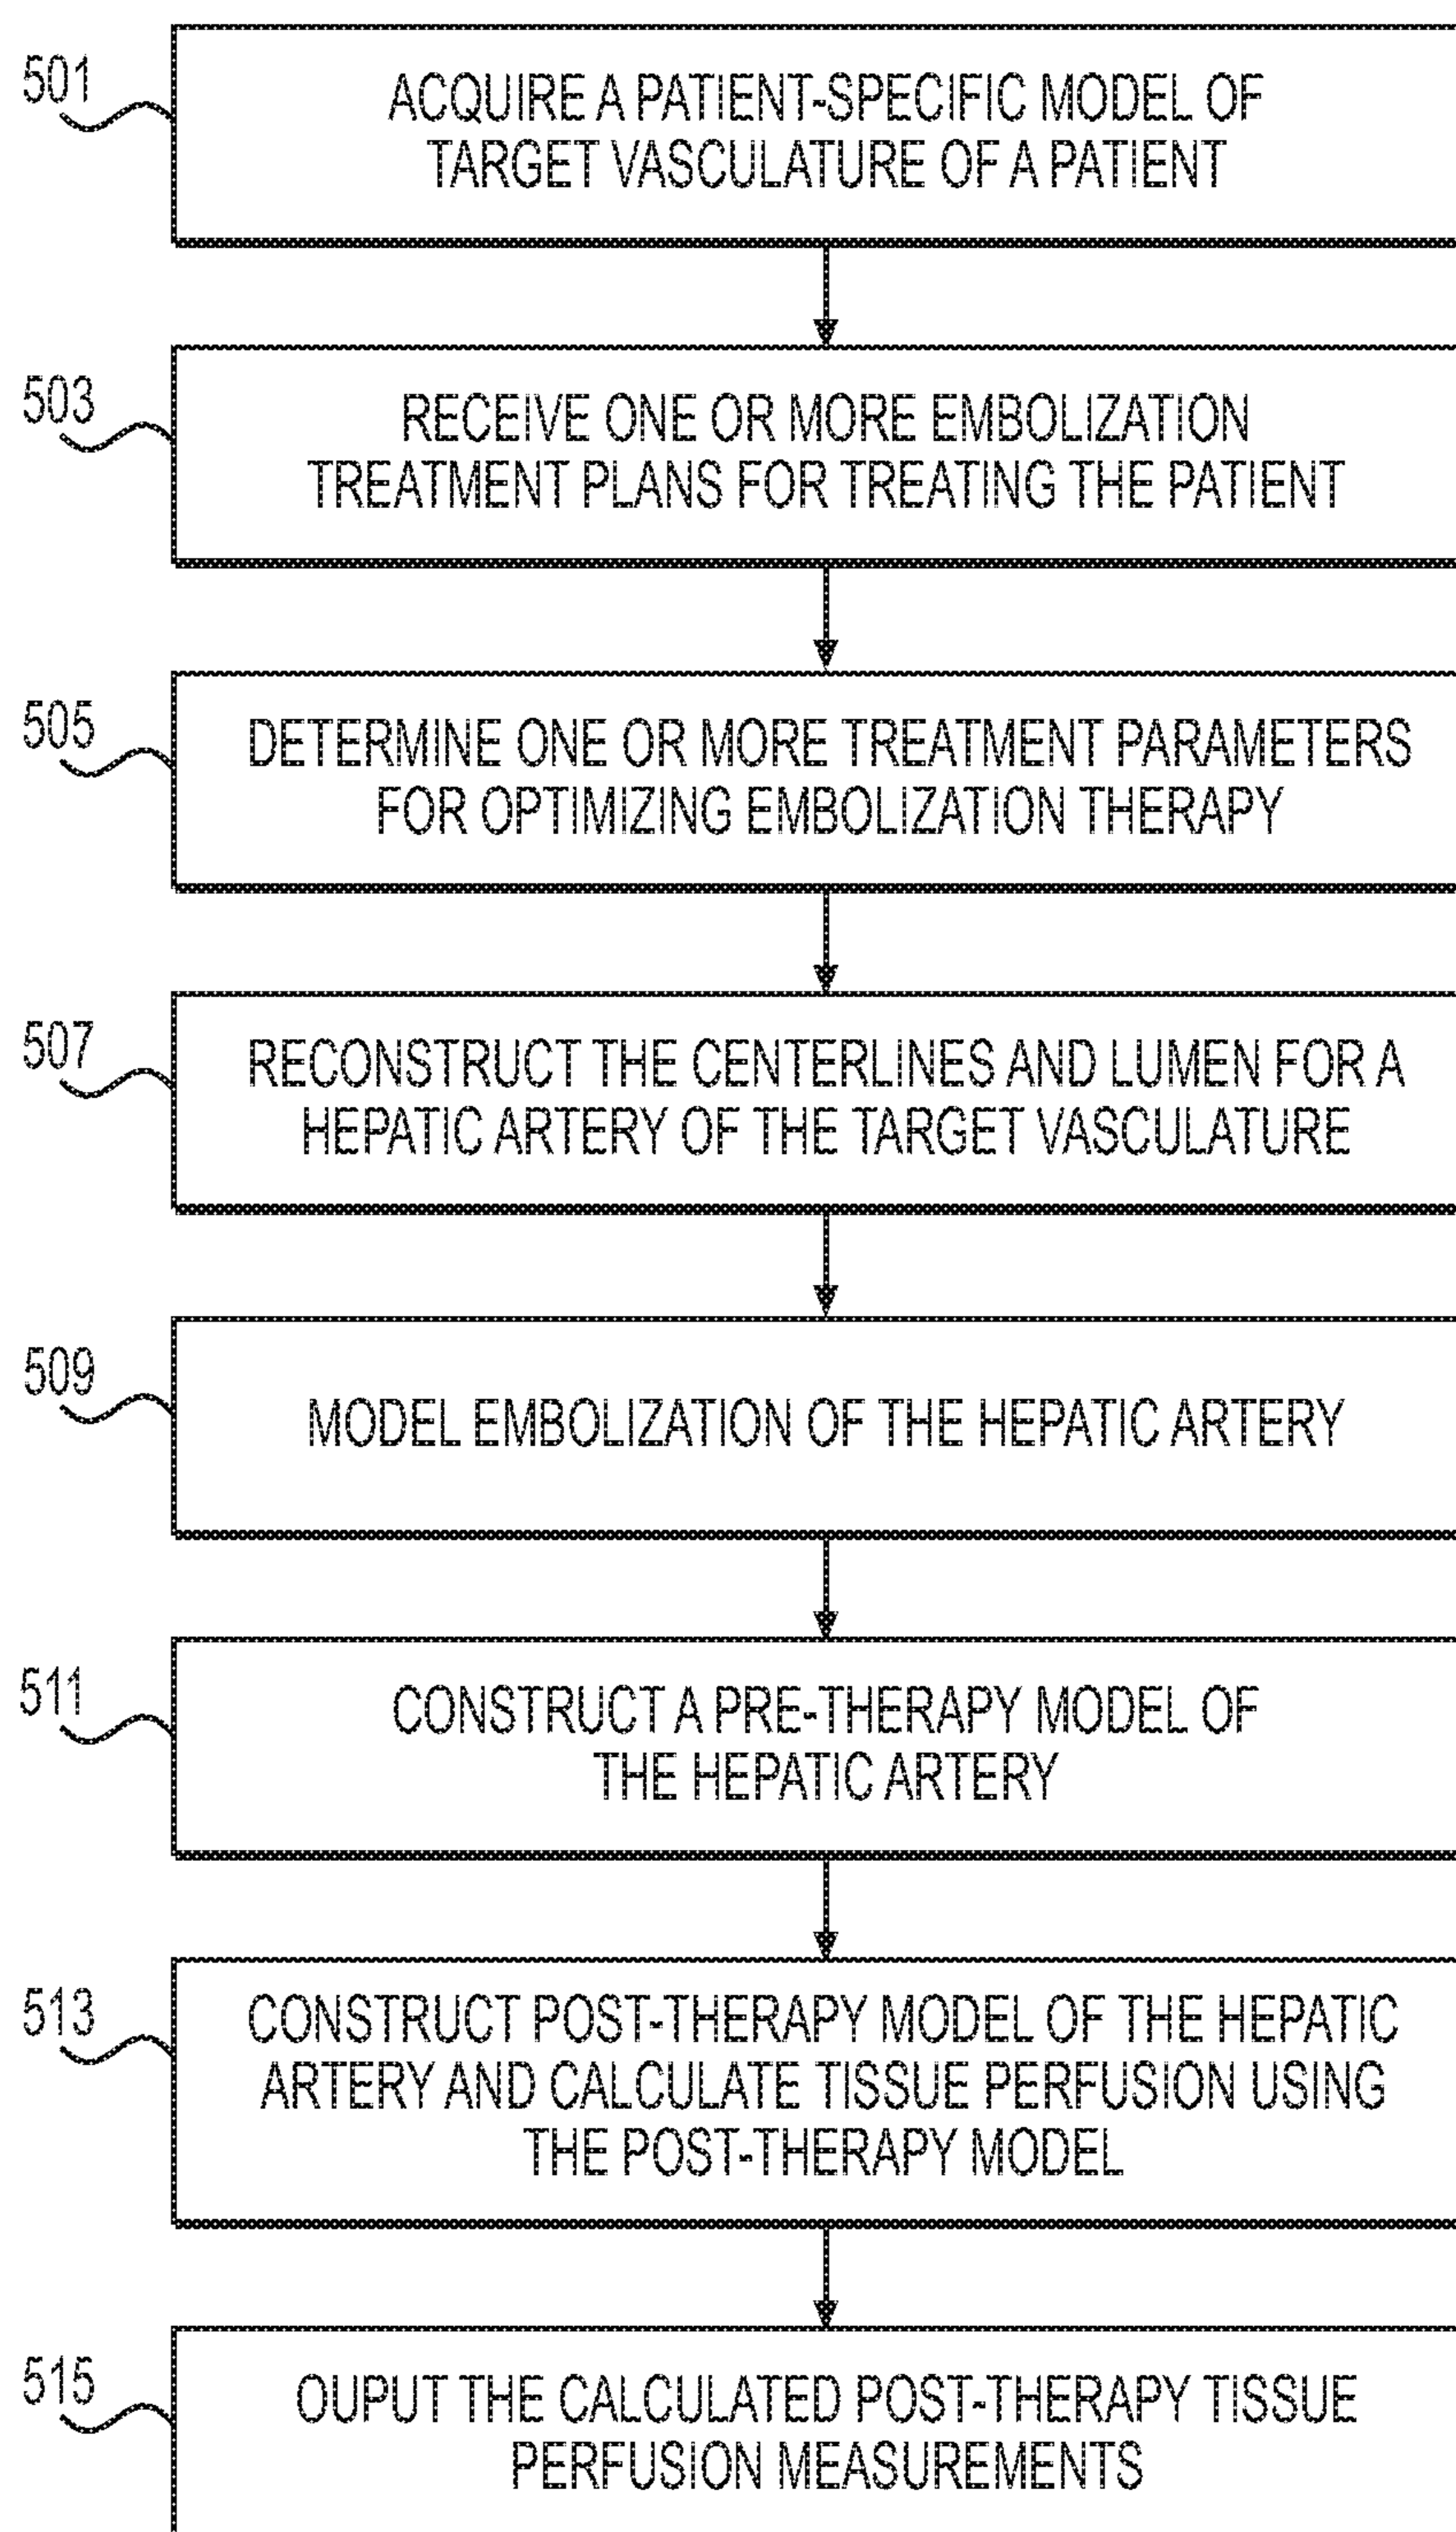 501
ACQUIRE A PATIENT-SPECIFIC MODEL OF
TARGET VASCULATURE OF A PATIENT
503
RECEIVE ONE OR MORE EMBOLIZATION
TREATMENT PLANS FOR TREATING THE PATIENT
505
DETERMINE ONE OR MORE TREATMENT PARAMETERS
FOR OPTIMIZING EMBOLIZATION THERAPY
507
RECONSTRUCT THE CENTERLINES AND LUMEN FOR A
HEPATIC ARTERY OF THE TARGET VASCULATURE
509
MODEL EMBOLIZATION OF THE HEPATIC ARTERY
511
CONSTRUCT A PRE-THERAPY MODEL OF
THE HEPATIC ARTERY
513
CONSTRUCT POST-THERAPY MODEL OF THE HEPATIC
ARTERY AND CALCULATE TISSUE PERFUSION USING
THE POST-THERAPY MODEL
515
OUPUT THE CALCULATED POST-THERAPY TISSUE
PERFUSION MEASUREMENTS